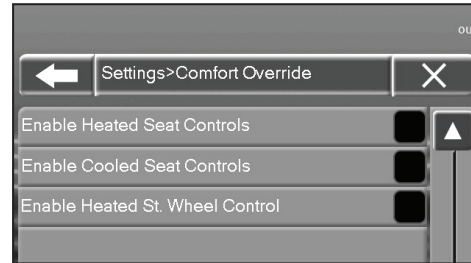 Settings>Comfort Override
Enable Heated Seat Controls
Enable Cooled Seat Controls
Enable Heated St. Wheel Control